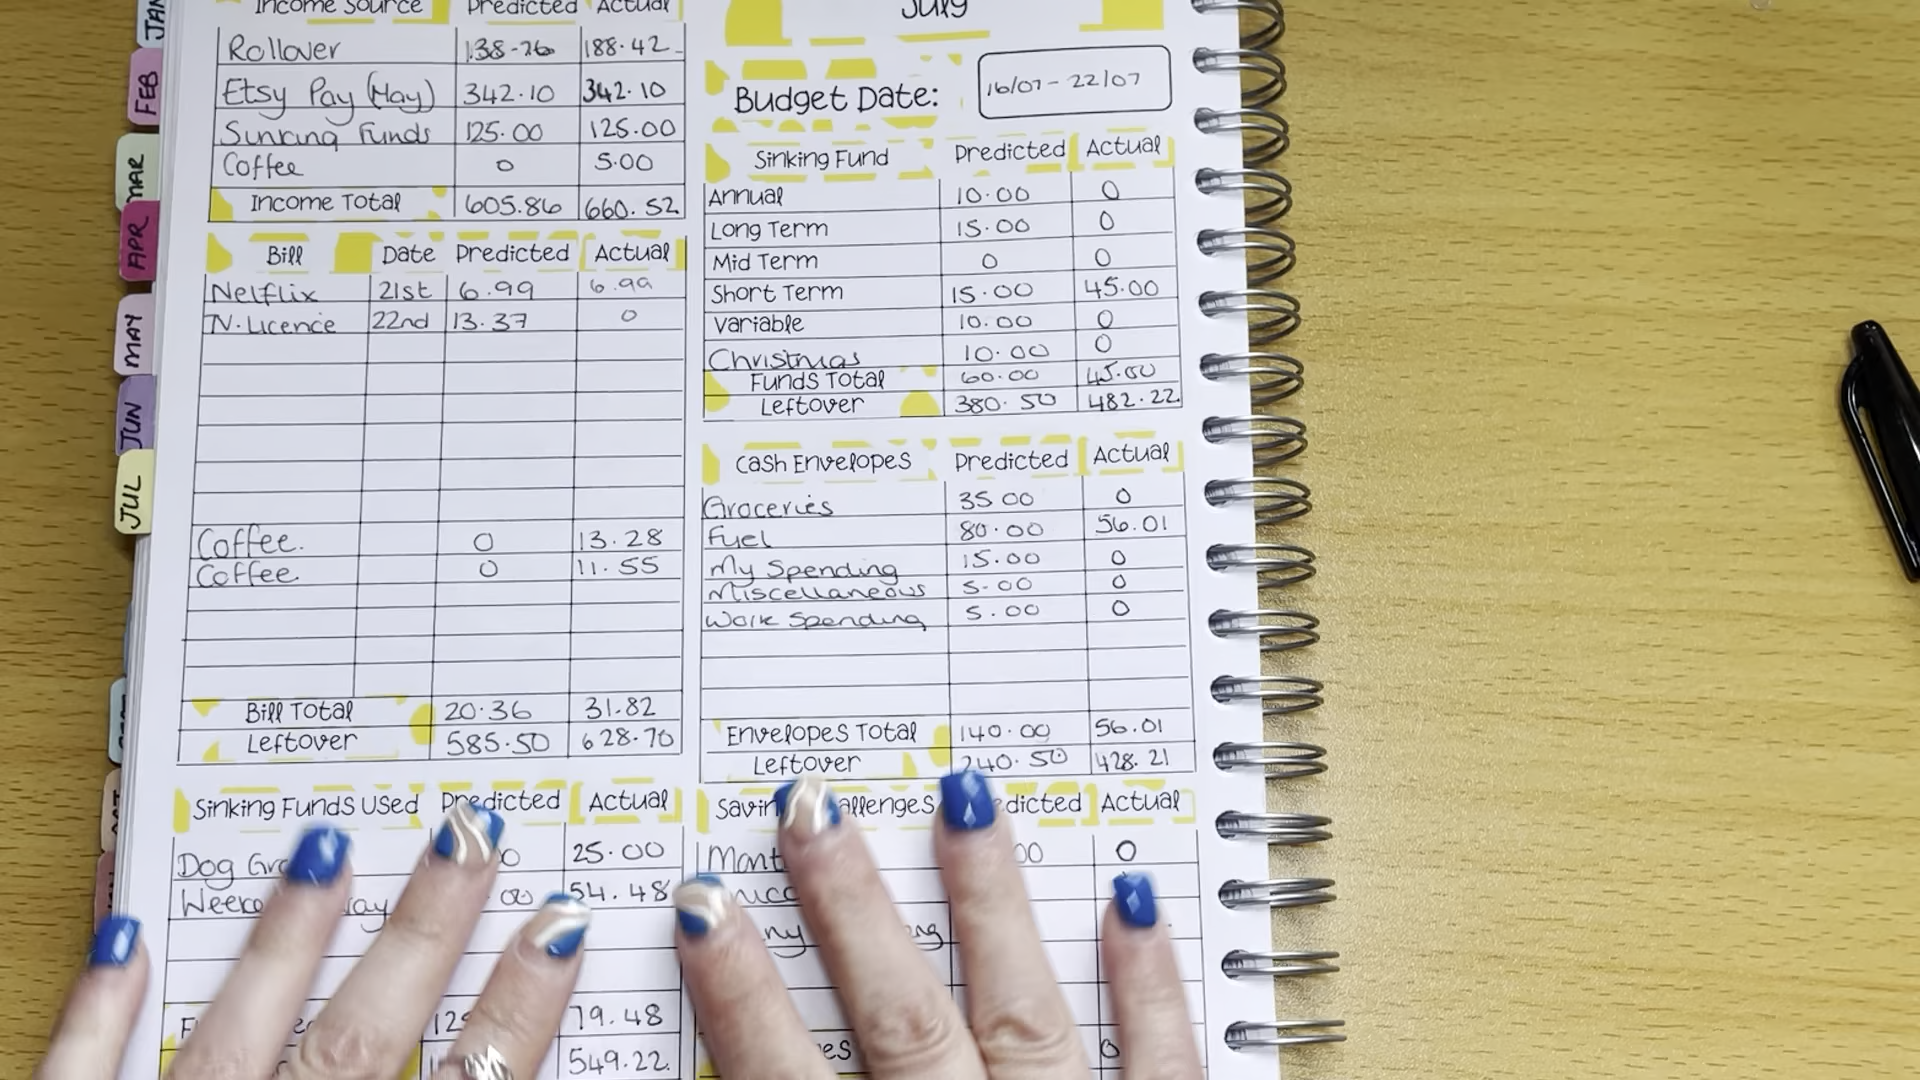 Income Source Predicted Actual
Rollover 138.26 188.42
Etsy Pay (May) 342.10 342.10
Sinking Funds 125.00 125.00
Coffee 0 5.00
Income Total 605.86 660.52
Bill Date Predicted Actual
Netflix 21st 6.99 6.99
TV.Licence 22nd 13.37 0
Coffee. 0 13.28
Coffee 0 11.55
Bill Total 20.36 31.82
Leftover 585.50 628.70
Sinking Funds Used Predicted Actual
Dog 25.00
54.48
79.48
549.22
July
Budget Date: 16/07 - 22/07
Sinking Fund Predicted Actual
Annual 10.00 0
Long Term 15.00 0
Mid Term 0 0
Short Term 15.00 45.00
Variable 10.00 0
Christmas 10.00 0
Funds Total 60.00 45.00
Leftover 380.50 482.22
Cash Envelopes Predicted Actual
Groceries 35.00 0
Fuel 80.00 56.01
My Spending 15.00 0
Miscellaneous 5.00 0
Work Spending 5.00 0
Envelopes Total 140.00 56.01
Leftover 240.50 428.21
Actual
0
0
JAN
FEB
MAR
APR
MAY
JUN
JUL